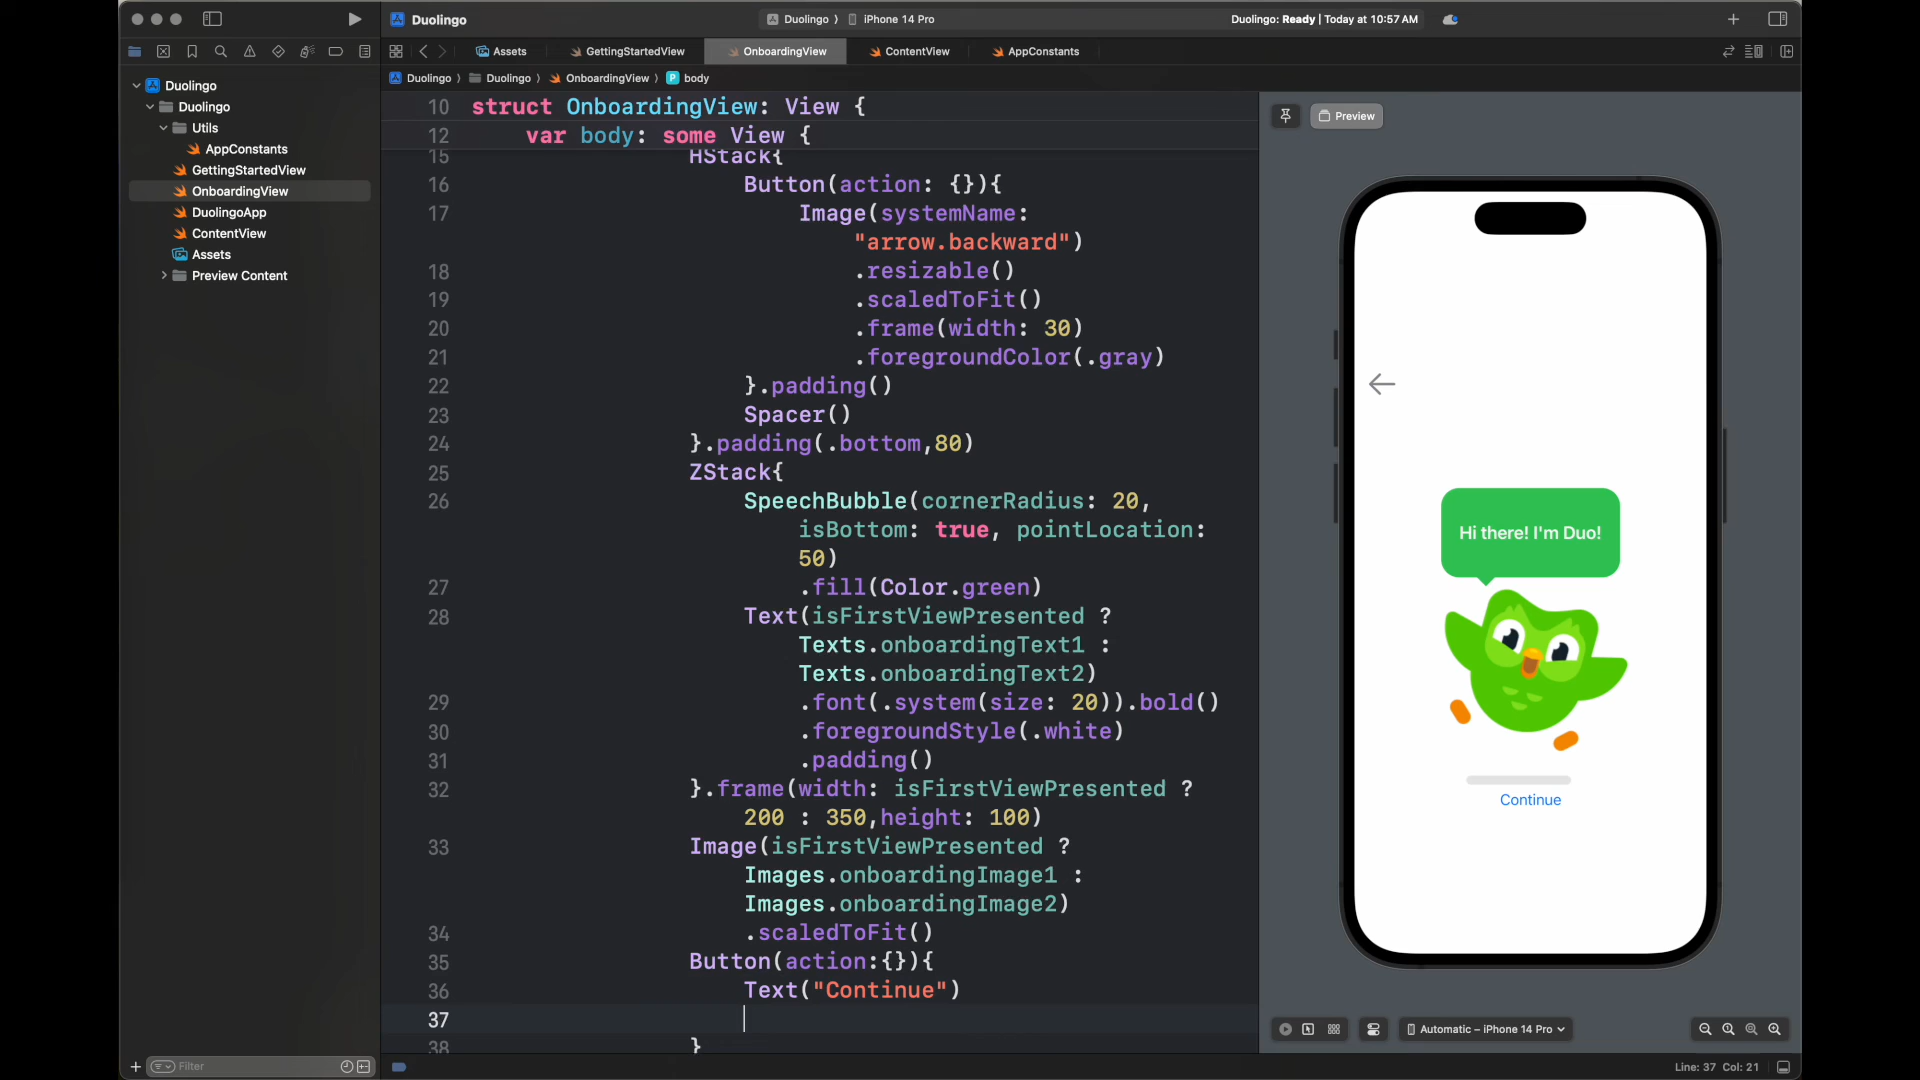 Duolingo
Duolingo
iPhone 14 Pro
Duolingo: Ready | Today at 10:57 AM
Assets
GettingStartedView
OnboardingView
ContentView
AppConstants
Duolingo
Duolingo
OnboardingView
P body
Duolingo
Duolingo
Utils
AppConstants
GettingStartedView
OnboardingView
DuolingoApp
ContentView
Assets
Preview Content
10 struct OnboardingView: View {
12 var body: some View {
15 HStack{
16 Button(action: {}){
17 Image(systemName:
"arrow.backward")
18 .resizable()
19 .scaledToFit()
20 .frame(width: 30)
21 .foregroundColor(.gray)
22 }.padding()
23 Spacer()
24 }.padding(.bottom,80)
25 ZStack{
26 SpeechBubble(cornerRadius: 20,
isBottom: true, pointLocation:
50)
27 .fill(Color.green)
28 Text(isFirstViewPresented ?
Texts.onboardingText1 :
Texts.onboardingText2)
29 .font(.system(size: 20)).bold()
30 .foregroundStyle(.white)
31 .padding()
32 }.frame(width: isFirstViewPresented ?
200 : 350,height: 100)
33 Image(isFirstViewPresented ?
Images.onboardingImage1 :
Images.onboardingImage2)
34 .scaledToFit()
35 Button(action:{}){
36 Text("Continue")
37
38 }
Preview
Hi there! I'm Duo!
Continue
Automatic – iPhone 14 Pro
Filter
Line: 37 Col: 21